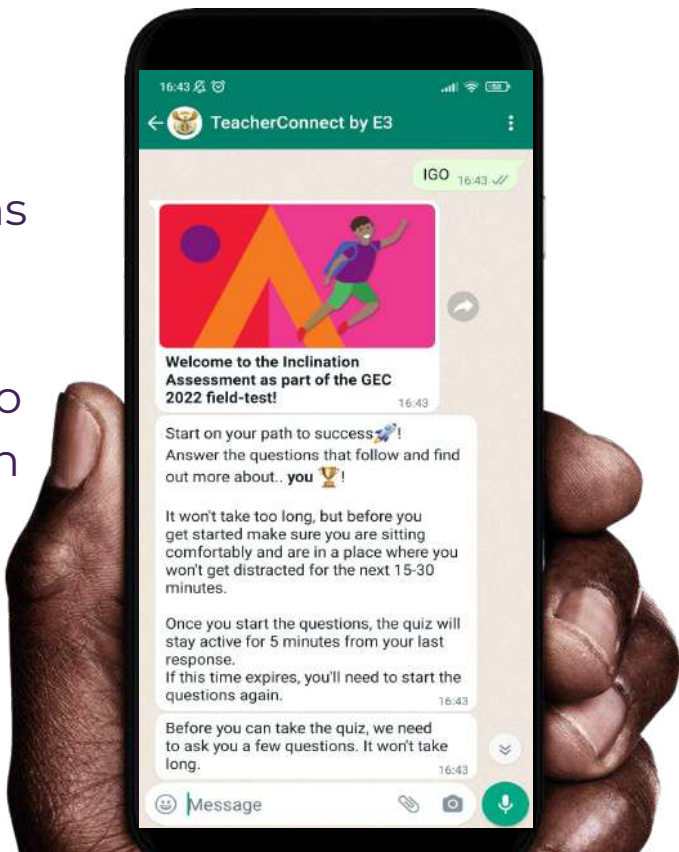 16:43
58
TeacherConnect by E3
IGO 16:43
Welcome to the Inclination
Assessment as part of the GEC
2022 field-test!
16:43
Start on your path to success🚀!
Answer the questions that follow and find
out more about.. you 🏆!
It won't take too long, but before you
get started make sure you are sitting
comfortably and are in a place where you
won't get distracted for the next 15-30
minutes.
Once you start the questions, the quiz will
stay active for 5 minutes from your last
response.
If this time expires, you'll need to start the
questions again.
16:43
Before you can take the quiz, we need
to ask you a few questions. It won't take
long.
16:43
Message